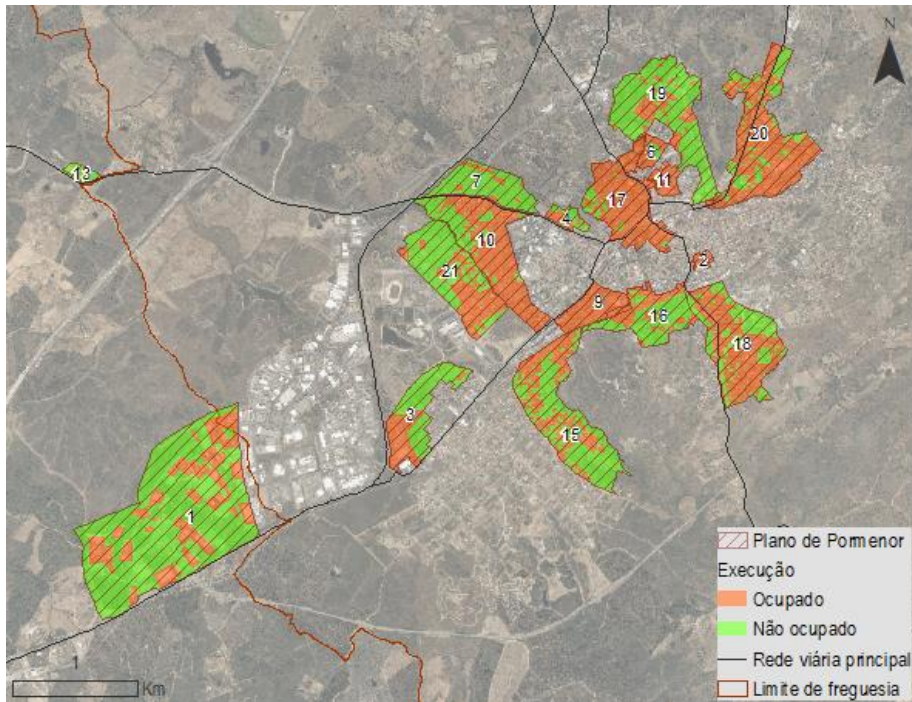 N
19
20
6
13
11
7
17
4
10
2
21
9
16
18
3
15
1
Plano de Pormenor
Execução
Ocupado
Não ocupado
Rede viária principal
Limite de freguesia
1
Km